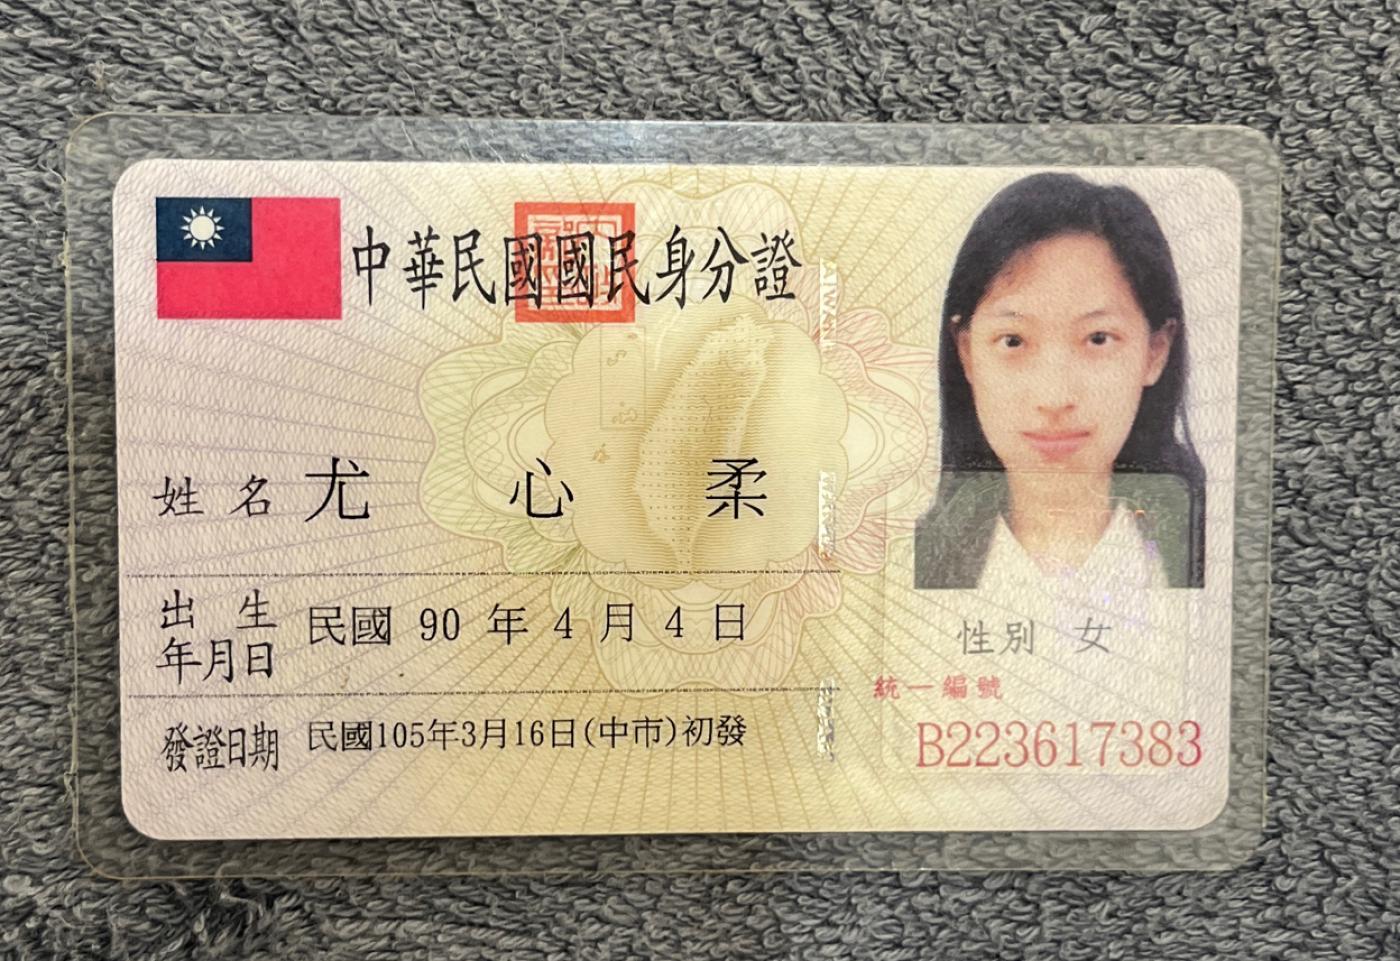 中華民國國民身分證
姓名 尤心柔
出生年月日 民國 90 年 4 月 4 日
發證日期 民國105年3月16日(中市)初發
性別 女
統一編號
B223617383